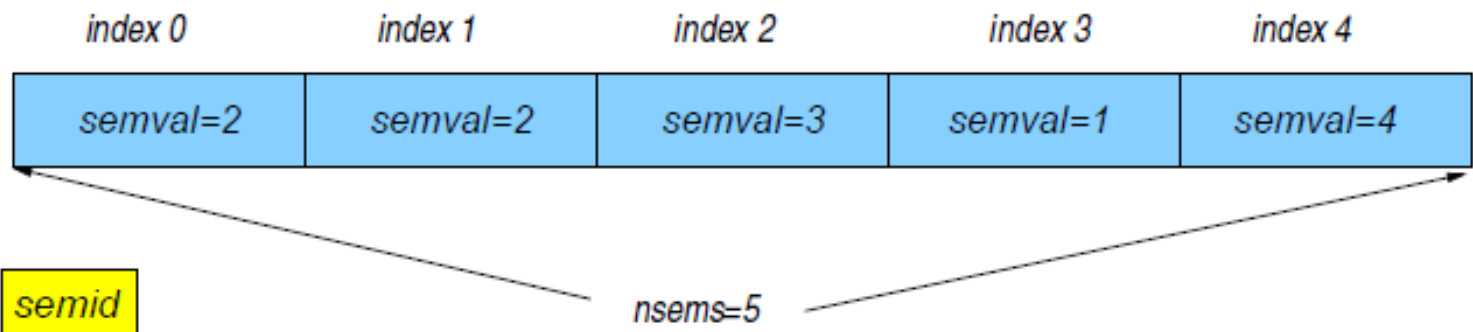 index 0 index 1 index 2 index 3 index 4
semval=2 semval=2 semval=3 semval=1 semval=4
semid
nsems=5